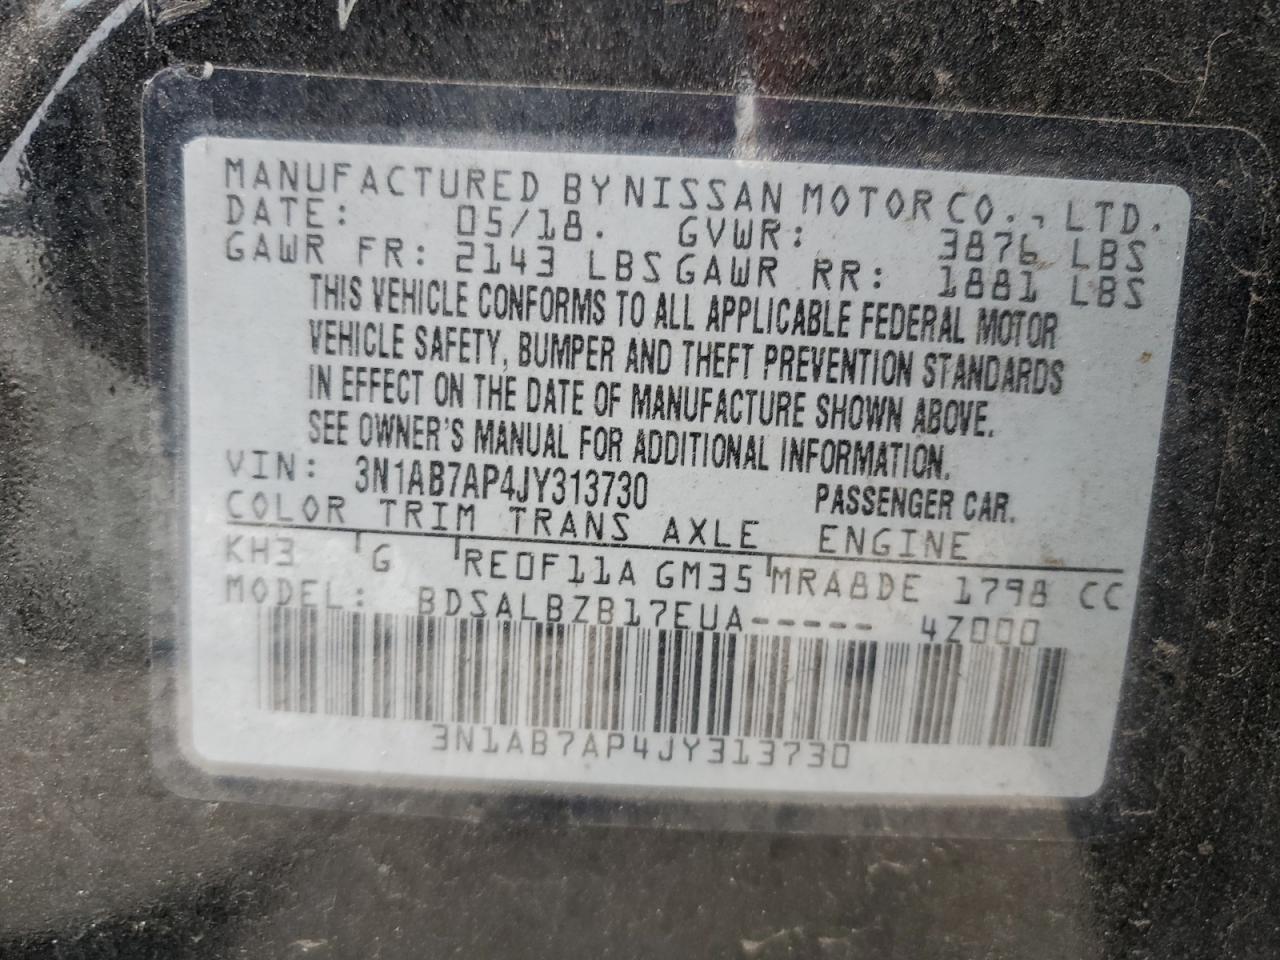 MANUFACTURED BY NISSAN MOTOR CO., LTD.
DATE: 05/18. GVWR: 3876 LBS
GAWR FR: 2143 LBS GAWR RR: 1881 LBS
THIS VEHICLE CONFORMS TO ALL APPLICABLE FEDERAL MOTOR
VEHICLE SAFETY, BUMPER AND THEFT PREVENTION STANDARDS
IN EFFECT ON THE DATE OF MANUFACTURE SHOWN ABOVE.
SEE OWNER'S MANUAL FOR ADDITIONAL INFORMATION.
VIN: 3N1AB7AP4JY313730 PASSENGER CAR.
COLOR TRIM TRANS AXLE ENGINE
KH3 G RE0F11A GM35 MRA8DE 1798 CC
MODEL: BDSALBZB17EUA----- 4Z000
3N1AB7AP4JY313730